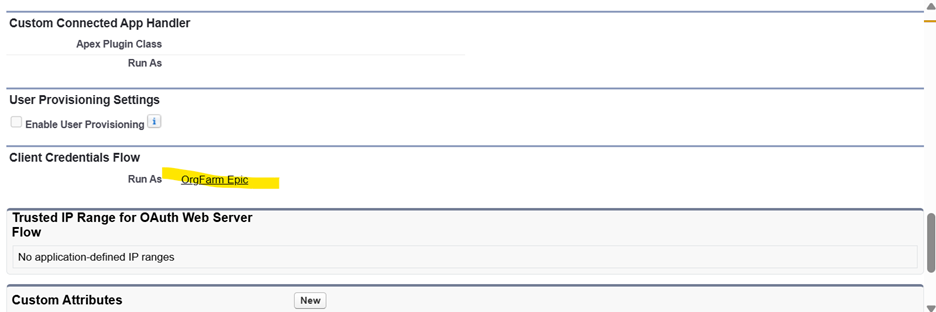 Custom Connected App Handler
Apex Plugin Class
Run As
User Provisioning Settings
Enable User Provisioning i
Client Credentials Flow
Run As OrgFarm Epic
Trusted IP Range for OAuth Web Server
Flow
No application-defined IP ranges
Custom Attributes New